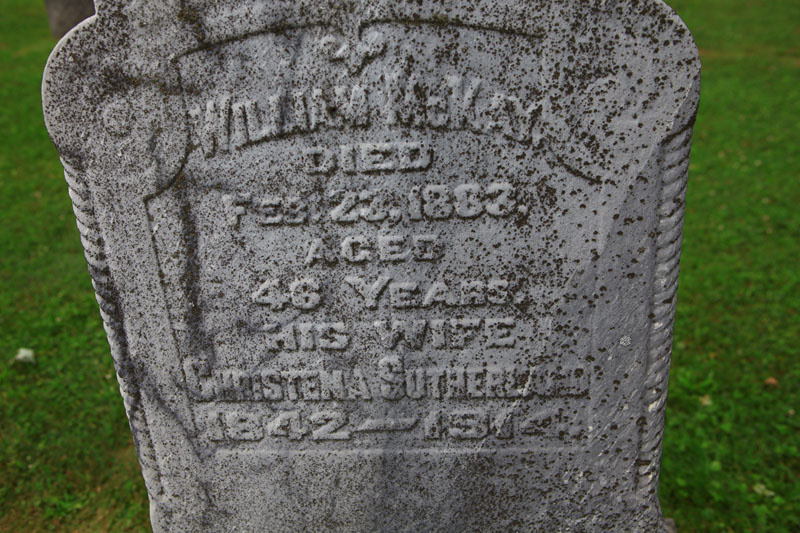 WILLIAM McKAY,
DIED
FEB. 23, 1883,
AGED
46 YEARS.
HIS WIFE
CHRISTENA SUTHERLAND
1842–1914